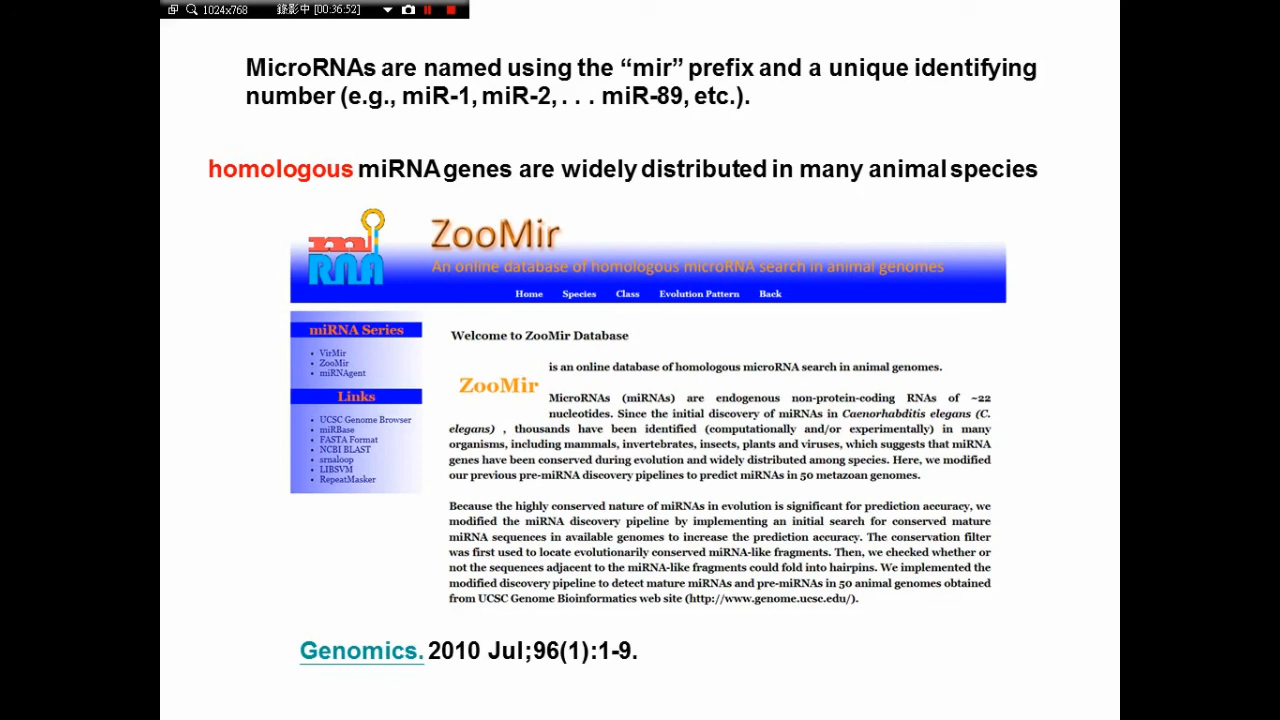 1024x768 錄影中 [00:36:52]
MicroRNAs are named using the “mir” prefix and a unique identifying
number (e.g., miR-1, miR-2, . . . miR-89, etc.).
homologous miRNA genes are widely distributed in many animal species
zooMi
RNA
ZooMir
An online database of homologous microRNA search in animal genomes
Home Species Class Evolution Pattern Back
miRNA Series
• VirMir
• ZooMir
• miRNAgent
Links
• UCSC Genome Browser
• miRBase
• FASTA Format
• NCBI BLAST
• srnaloop
• LIBSVM
• RepeatMasker
Welcome to ZooMir Database
ZooMir
is an online database of homologous microRNA search in animal genomes.
MicroRNAs (miRNAs) are endogenous non-protein-coding RNAs of ~22
nucleotides. Since the initial discovery of miRNAs in Caenorhabditis elegans (C.
elegans) , thousands have been identified (computationally and/or experimentally) in many
organisms, including mammals, invertebrates, insects, plants and viruses, which suggests that miRNA
genes have been conserved during evolution and widely distributed among species. Here, we modified
our previous pre-miRNA discovery pipelines to predict miRNAs in 50 metazoan genomes.
Because the highly conserved nature of miRNAs in evolution is significant for prediction accuracy, we
modified the miRNA discovery pipeline by implementing an initial search for conserved mature
miRNA sequences in available genomes to increase the prediction accuracy. The conservation filter
was first used to locate evolutionarily conserved miRNA-like fragments. Then, we checked whether or
not the sequences adjacent to the miRNA-like fragments could fold into hairpins. We implemented the
modified discovery pipeline to detect mature miRNAs and pre-miRNAs in 50 animal genomes obtained
from UCSC Genome Bioinformatics web site (http://www.genome.ucsc.edu/).
Genomics. 2010 Jul;96(1):1-9.